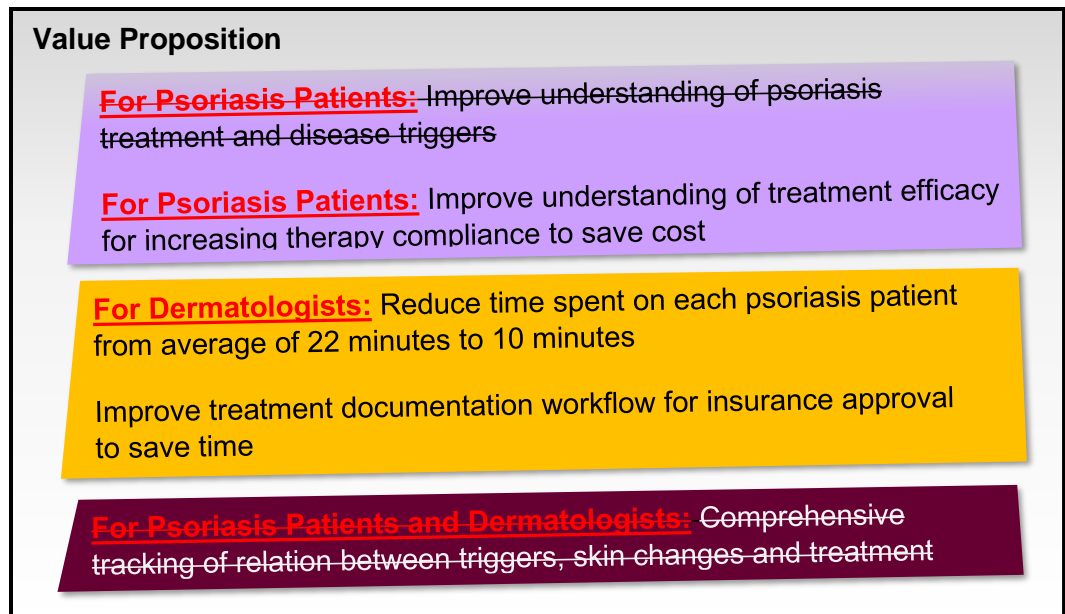 Value Proposition
For Psoriasis Patients: Improve understanding of psoriasis
treatment and disease triggers
For Psoriasis Patients: Improve understanding of treatment efficacy
for increasing therapy compliance to save cost
For Dermatologists: Reduce time spent on each psoriasis patient
from average of 22 minutes to 10 minutes
Improve treatment documentation workflow for insurance approval
to save time
For Psoriasis Patients and Dermatologists: Comprehensive
tracking of relation between triggers, skin changes and treatment